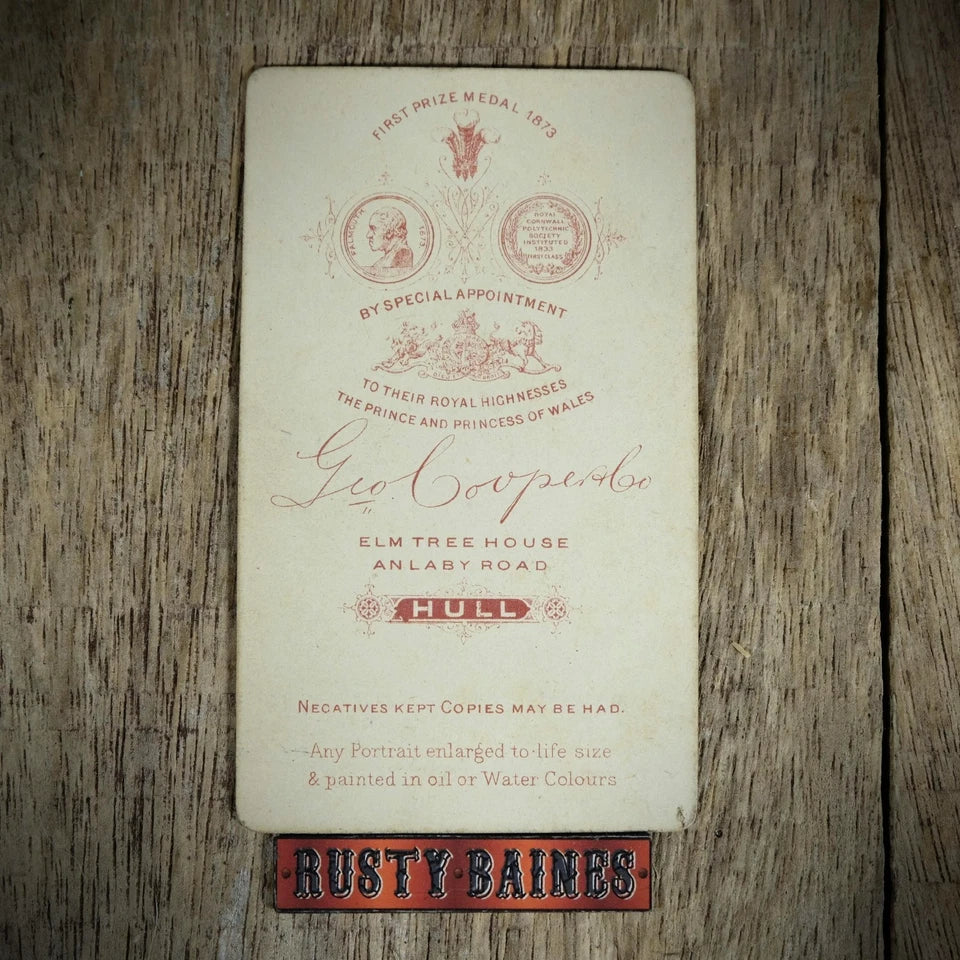 FIRST PRIZE MEDAL 1873
FALMOUTH 1873
ROYAL
CORNWALL
POLYTECHNIC
SOCIETY
INSTITUTED
1833
FIRST CLASS
BY SPECIAL APPOINTMENT
TO THEIR ROYAL HIGHNESSES
THE PRINCE AND PRINCESS OF WALES
Geo Cooper & Co
ELM TREE HOUSE
ANLABY ROAD
HULL
NEGATIVES KEPT COPIES MAY BE HAD.
Any Portrait enlarged to·life size
& painted in oil or Water Colours
RUSTY·BAINES